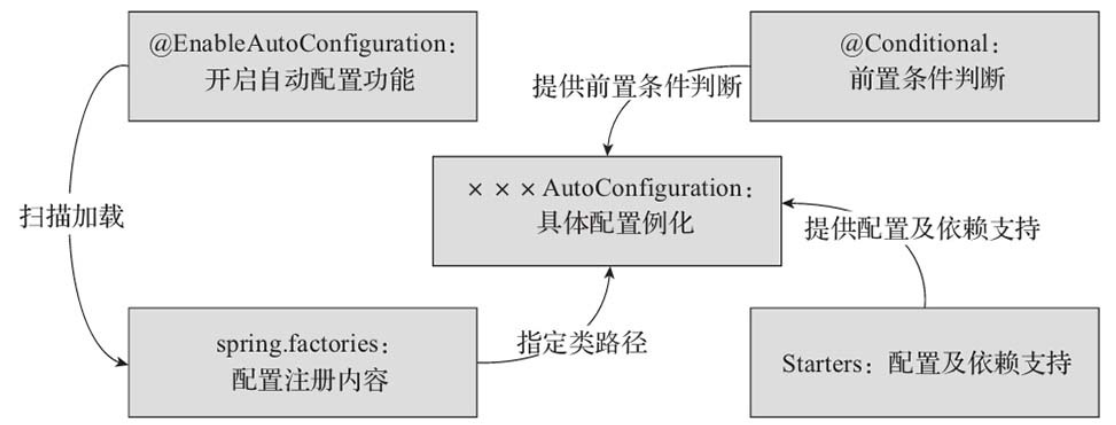 @EnableAutoConfiguration:
开启自动配置功能
@Conditional:
前置条件判断
提供前置条件判断
×××AutoConfiguration:
具体配置例化
扫描加载
提供配置及依赖支持
spring.factories:
配置注册内容
指定类路径
Starters:配置及依赖支持